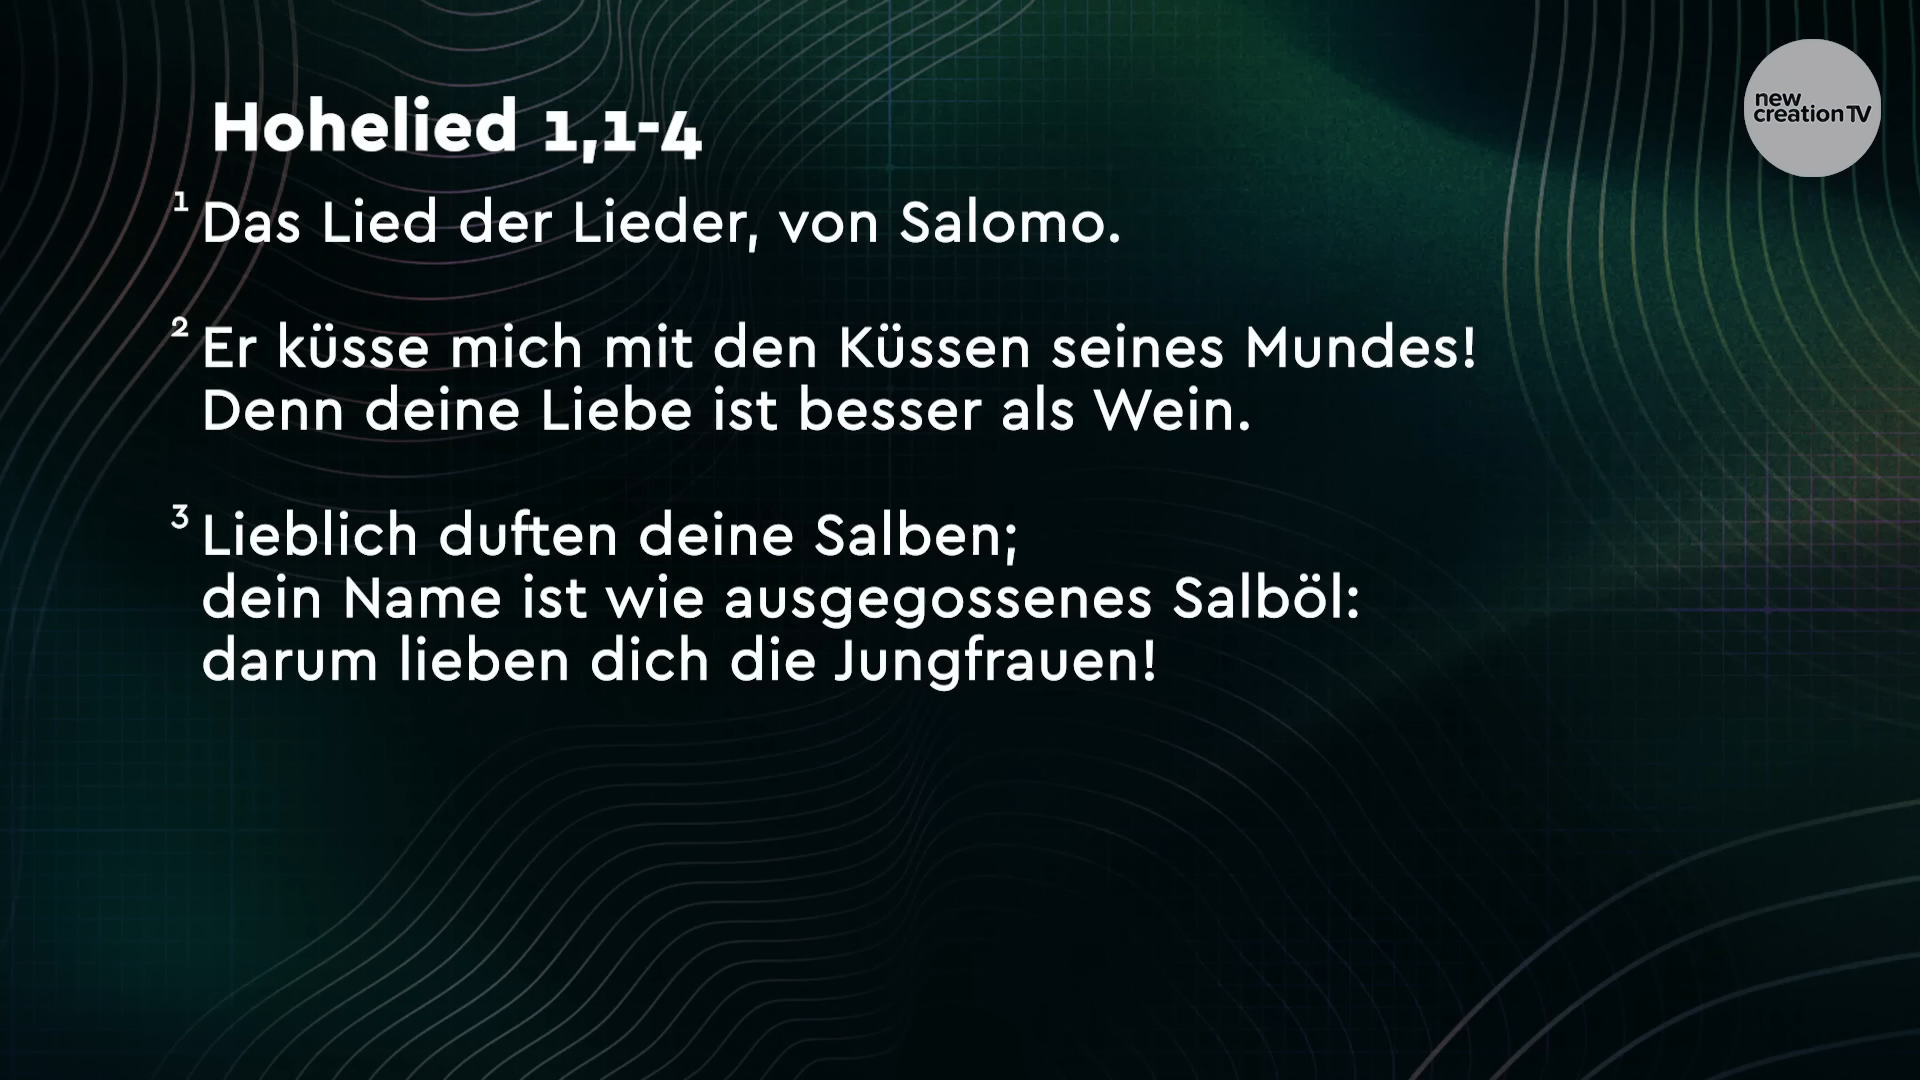 new
creation TV
Hohelied 1,1-4
1 Das Lied der Lieder, von Salomo.
2 Er küsse mich mit den Küssen seines Mundes!
Denn deine Liebe ist besser als Wein.
3 Lieblich duften deine Salben;
dein Name ist wie ausgegossenes Salböl:
darum lieben dich die Jungfrauen!